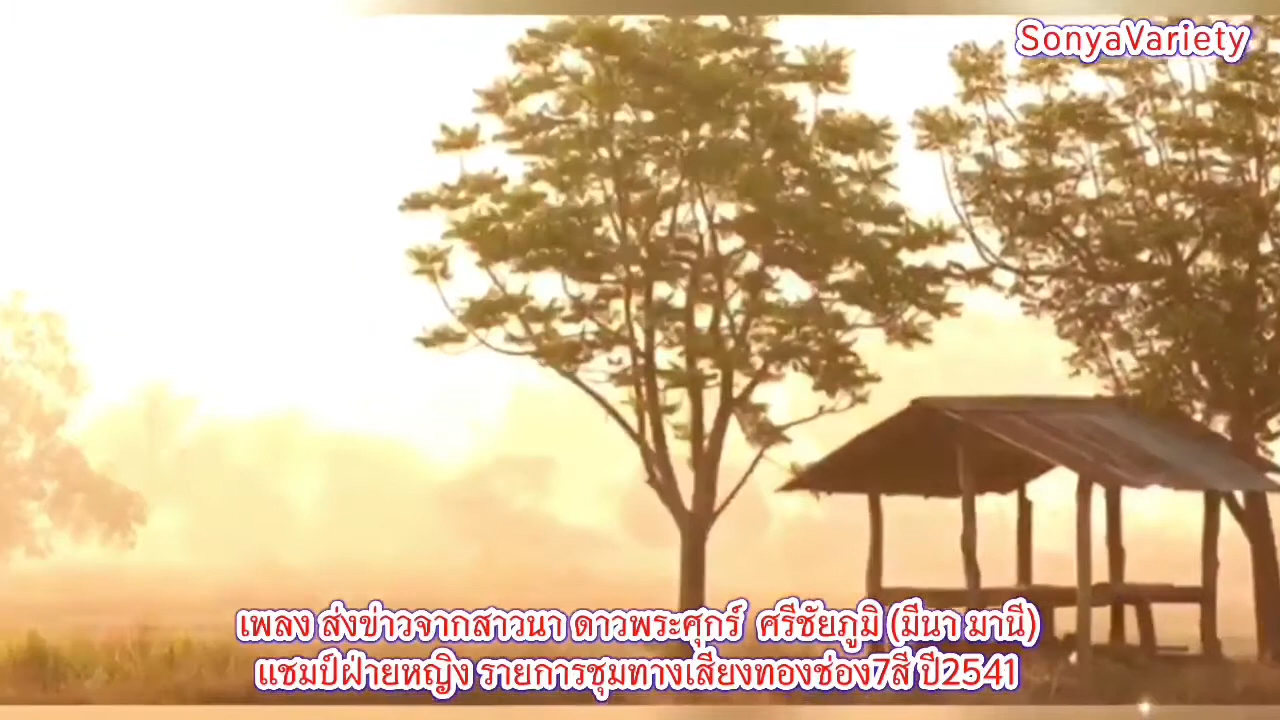 SonyaVariety
เพลง ส่งข่าวจากสาวนา ดาวพระศุกร์ ศรีชัยภูมิ (มีนา มานี)
แชมป์ฝ่ายหญิง รายการชุมทางเสียงทองช่อง7สี ปี2541